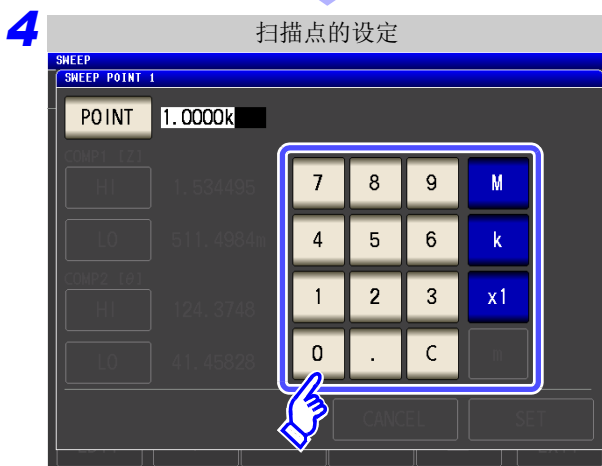 4
扫描点的设定
SWEEP
SWEEP POINT 1
POINT 1.0000k
COMP1 [Z]
HI 1.534495
LO 511.4984m
COMP2 [θ]
HI 124.3748
LO 41.45828
7 8 9 M
4 5 6 k
1 2 3 x1
0 . C m
CANCEL SET